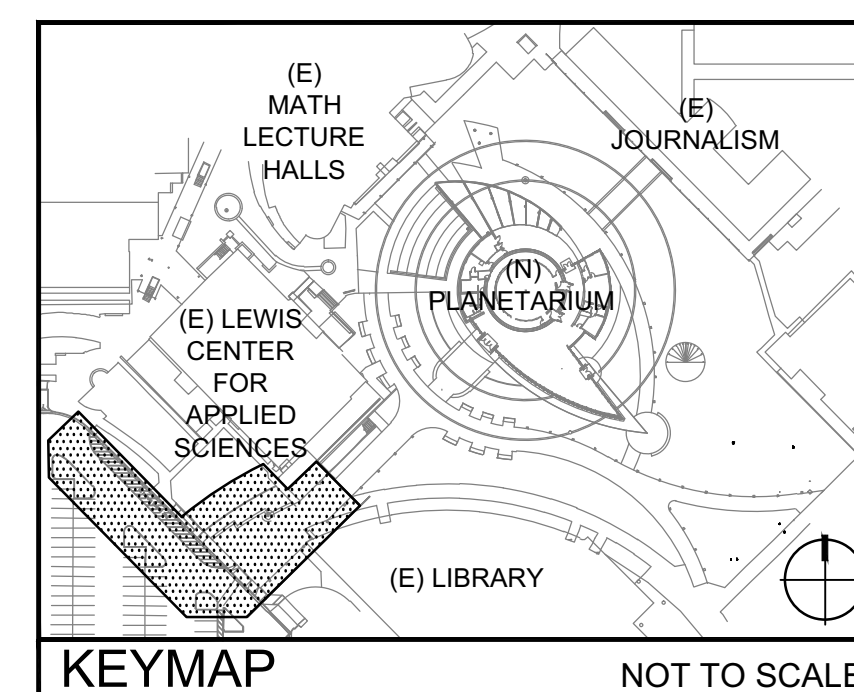 (E)
MATH
LECTURE
HALLS
(E)
JOURNALISM
(N)
PLANETARIUM
(E) LEWIS
CENTER
FOR
APPLIED
SCIENCES
(E) LIBRARY
KEYMAP
NOT TO SCALE